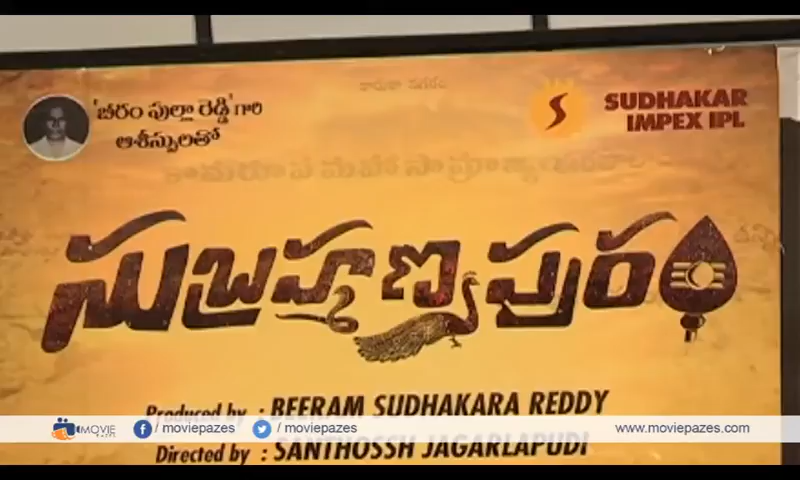 'బీరం పుల్లా రెడ్డి' గారి
ఆశీస్సులతో
SUDHAKAR
IMPEX IPL
సుబ్రహ్మణ్యపురం
Produced by : BEERAM SUDHAKARA REDDY
MOVIE
/ moviepazes
/ moviepazes
www.moviepazes.com
Directed by : SANTHOSSH JAGARLAPUDI